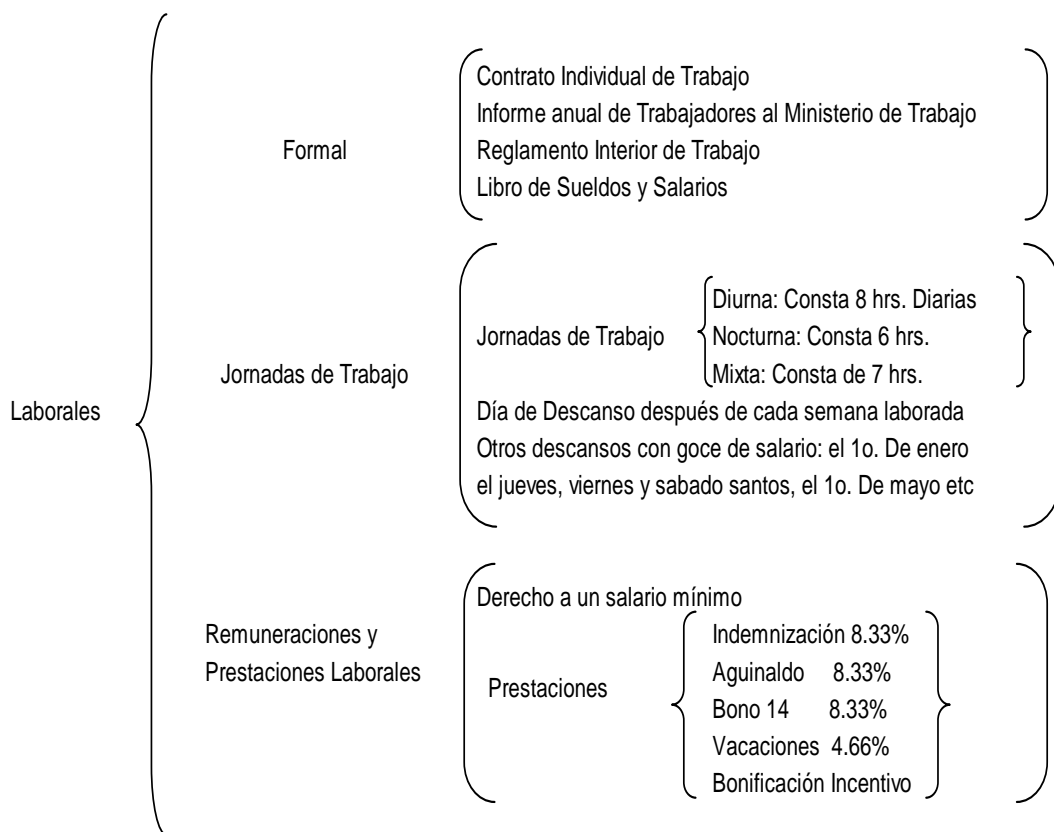 Laborales
Formal
Contrato Individual de Trabajo
Informe anual de Trabajadores al Ministerio de Trabajo
Reglamento Interior de Trabajo
Libro de Sueldos y Salarios
Jornadas de Trabajo
Jornadas de Trabajo
Diurna: Consta 8 hrs. Diarias
Nocturna: Consta 6 hrs.
Mixta: Consta de 7 hrs.
Día de Descanso después de cada semana laborada
Otros descansos con goce de salario: el 1o. De enero
el jueves, viernes y sabado santos, el 1o. De mayo etc
Remuneraciones y
Prestaciones Laborales
Derecho a un salario mínimo
Prestaciones
Indemnización 8.33%
Aguinaldo 8.33%
Bono 14 8.33%
Vacaciones 4.66%
Bonificación Incentivo